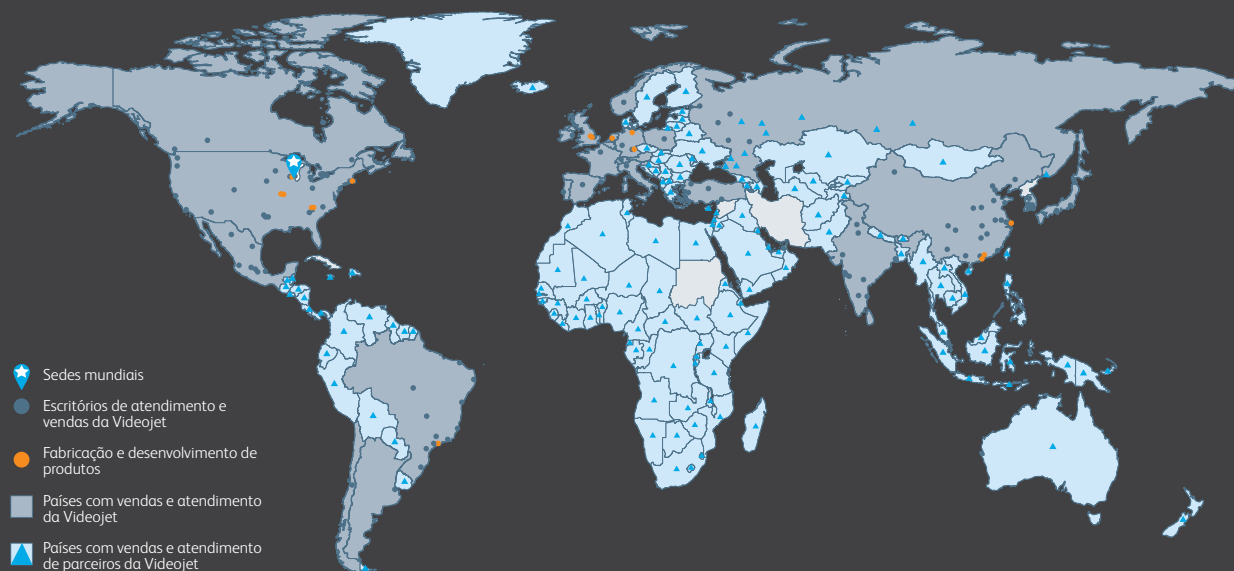 Sedes mundiais
Escritórios de atendimento e
vendas da Videojet
Fabricação e desenvolvimento de
produtos
Países com vendas e atendimento
da Videojet
Países com vendas e atendimento
de parceiros da Videojet